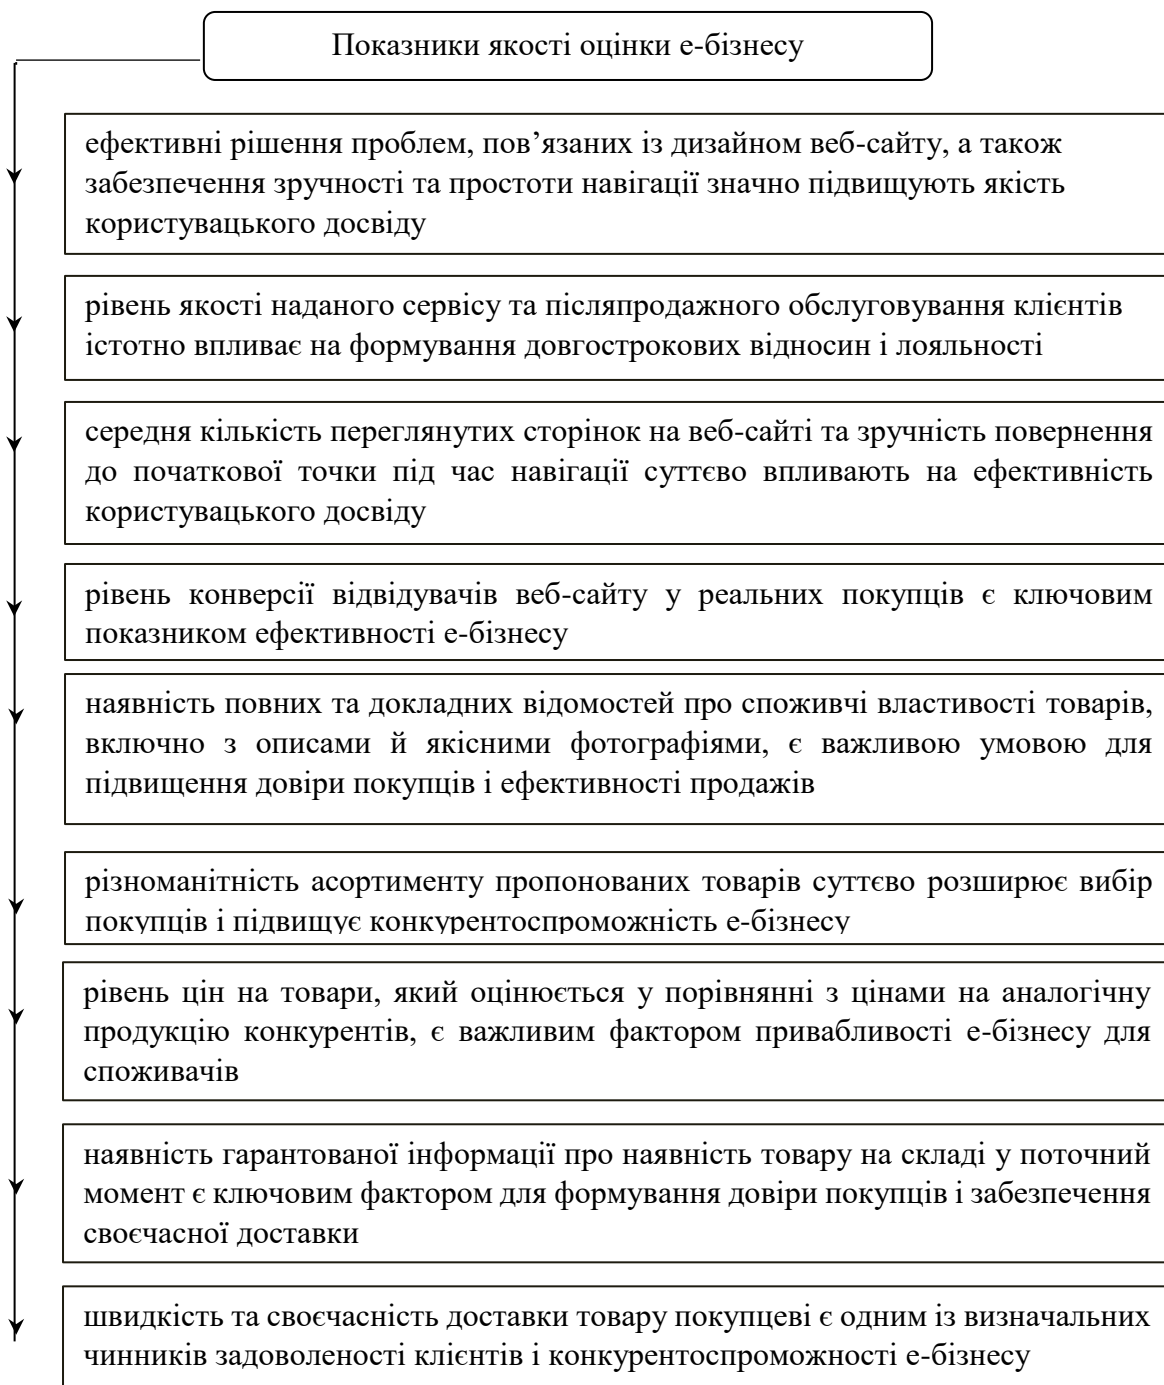 Показники якості оцінки е-бізнесу
ефективні рішення проблем, пов’язаних із дизайном веб-сайту, а також
забезпечення зручності та простоти навігації значно підвищують якість
користувацького досвіду
рівень якості наданого сервісу та післяпродажного обслуговування клієнтів
істотно впливає на формування довгострокових відносин і лояльності
середня кількість переглянутих сторінок на веб-сайті та зручність повернення
до початкової точки під час навігації суттєво впливають на ефективність
користувацького досвіду
рівень конверсії відвідувачів веб-сайту у реальних покупців є ключовим
показником ефективності е-бізнесу
наявність повних та докладних відомостей про споживчі властивості товарів,
включно з описами й якісними фотографіями, є важливою умовою для
підвищення довіри покупців і ефективності продажів
різноманітність асортименту пропонованих товарів суттєво розширює вибір
покупців і підвищує конкурентоспроможність е-бізнесу
рівень цін на товари, який оцінюється у порівнянні з цінами на аналогічну
продукцію конкурентів, є важливим фактором привабливості е-бізнесу для
споживачів
наявність гарантованої інформації про наявність товару на складі у поточний
момент є ключовим фактором для формування довіри покупців і забезпечення
своєчасної доставки
швидкість та своєчасність доставки товару покупцеві є одним із визначальних
чинників задоволеності клієнтів і конкурентоспроможності е-бізнесу